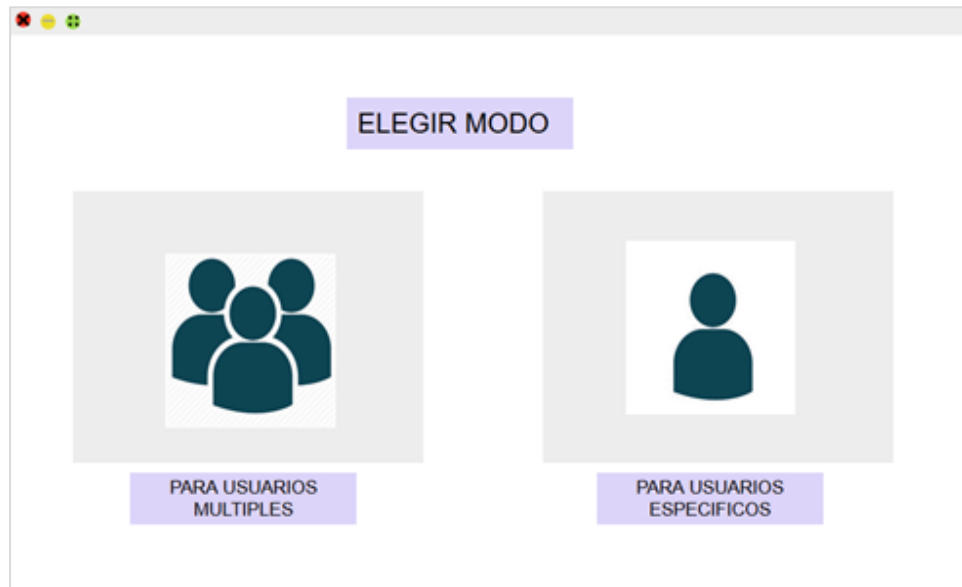 ELEGIR MODO
PARA USUARIOS
MULTIPLES
PARA USUARIOS
ESPECIFICOS